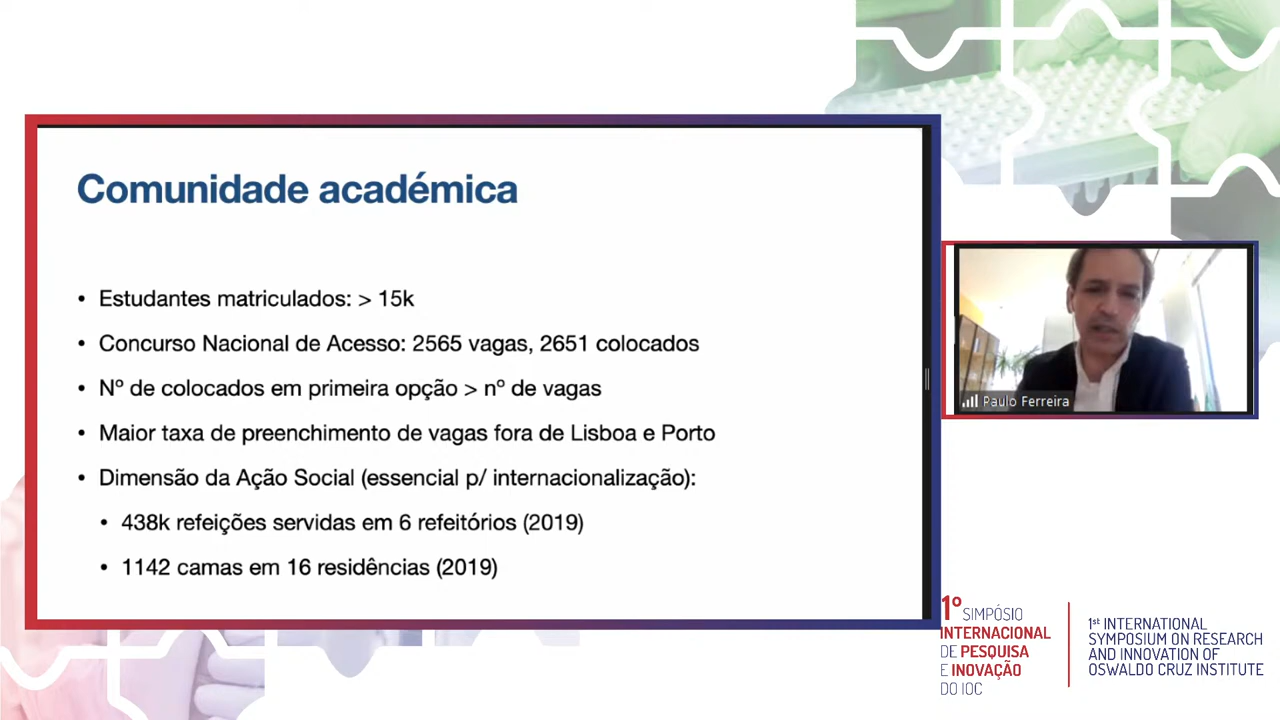 Comunidade académica
• Estudantes matriculados: > 15k
• Concurso Nacional de Acesso: 2565 vagas, 2651 colocados
• Nº de colocados em primeira opção > nº de vagas
• Maior taxa de preenchimento de vagas fora de Lisboa e Porto
• Dimensão da Ação Social (essencial p/ internacionalização):
• 438k refeições servidas em 6 refeitórios (2019)
• 1142 camas em 16 residências (2019)
Paulo Ferreira
1º SIMPÓSIO
INTERNACIONAL
DE PESQUISA
E INOVAÇÃO
DO IOC
1st INTERNATIONAL
SYMPOSIUM ON RESEARCH
AND INNOVATION OF
OSWALDO CRUZ INSTITUTE